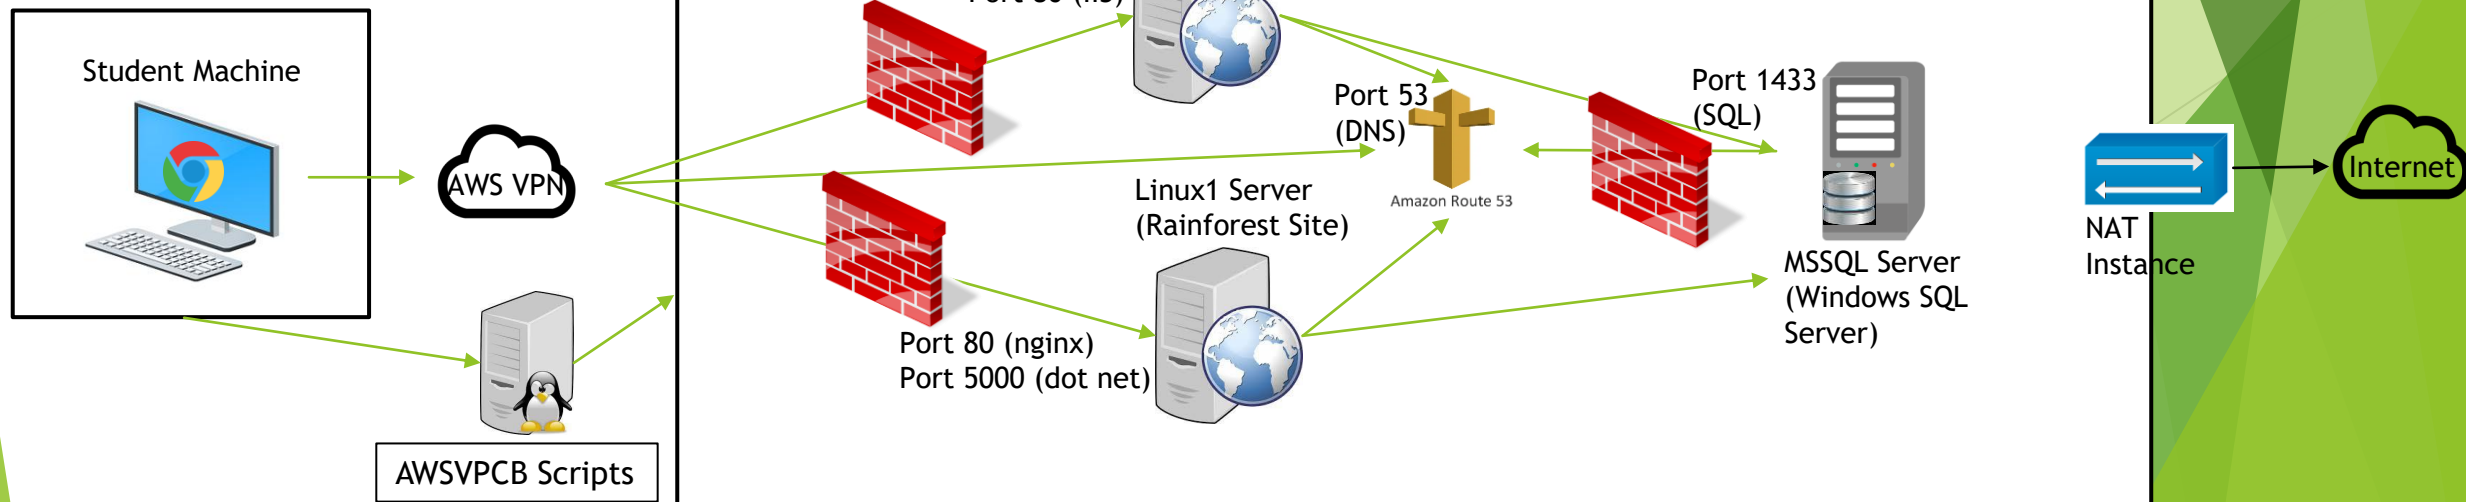 Student Machine
AWS VPN
AWSVPCB Scripts
Port 80 (nginx)
Port 5000 (dot net)
Linux1 Server
(Rainforest Site)
Port 53
(DNS)
Amazon Route 53
Port 1433
(SQL)
MSSQL Server
(Windows SQL
Server)
NAT
Instance
Internet